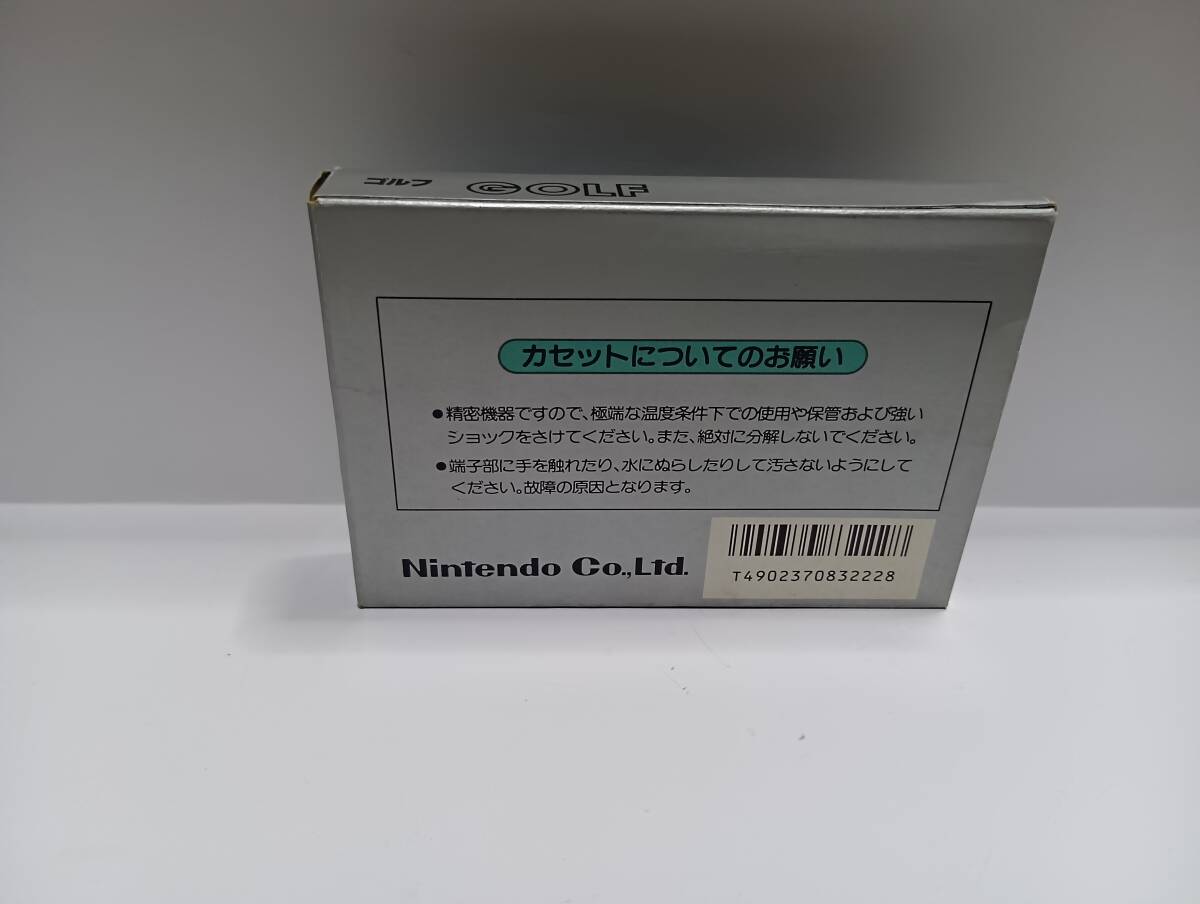 ゴルフ GOLF
カセットについてのお願い
●精密機器ですので、極端な温度条件下での使用や保管および強い
ショックをさけてください。また、絶対に分解しないでください。
●端子部に手を触れたり、水にぬらしたりして汚さないようにして
ください。故障の原因となります。
Nintendo Co.,Ltd.
T4902370832228